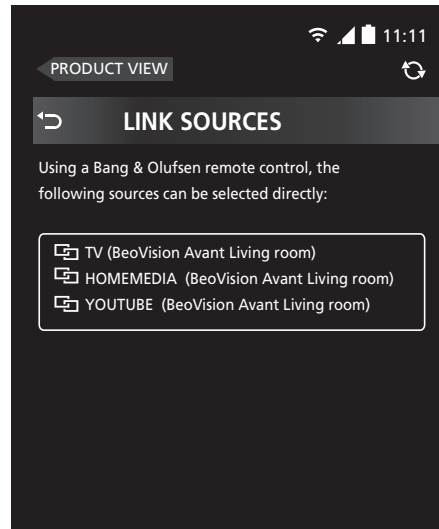 11:11
PRODUCT VIEW
LINK SOURCES
Using a Bang & Olufsen remote control, the
following sources can be selected directly:
TV (BeoVision Avant Living room)
HOMEMEDIA (BeoVision Avant Living room)
YOUTUBE (BeoVision Avant Living room)